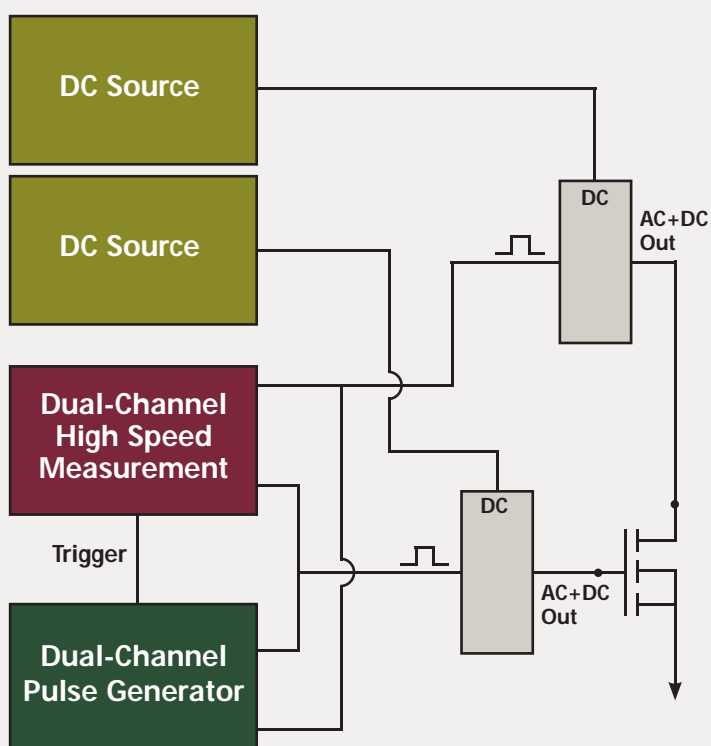 DC Source
DC Source
Dual-Channel
High Speed
Measurement
Trigger
Dual-Channel
Pulse Generator
DC
AC+DC
Out
DC
AC+DC
Out